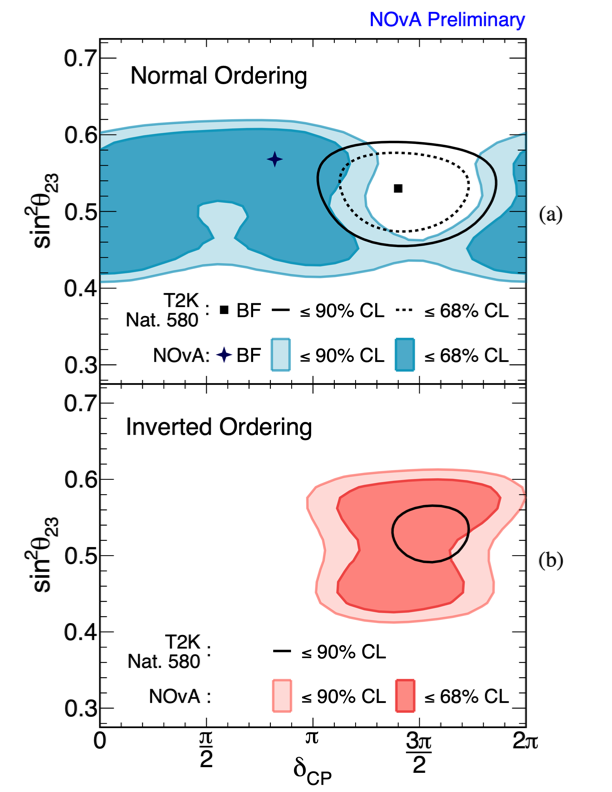 NOvA Preliminary
0.7
Normal Ordering
0.6
sin²θ₂₃
0.5
(a)
0.4
T2K Nat. 580 : BF ≤ 90% CL ≤ 68% CL
NOvA: BF ≤ 90% CL ≤ 68% CL
0.3
0.7
Inverted Ordering
0.6
sin²θ₂₃
0.5
(b)
0.4
T2K Nat. 580 : ≤ 90% CL
NOvA : ≤ 90% CL ≤ 68% CL
0.3
0 π/2 π 3π/2 2π
δCP